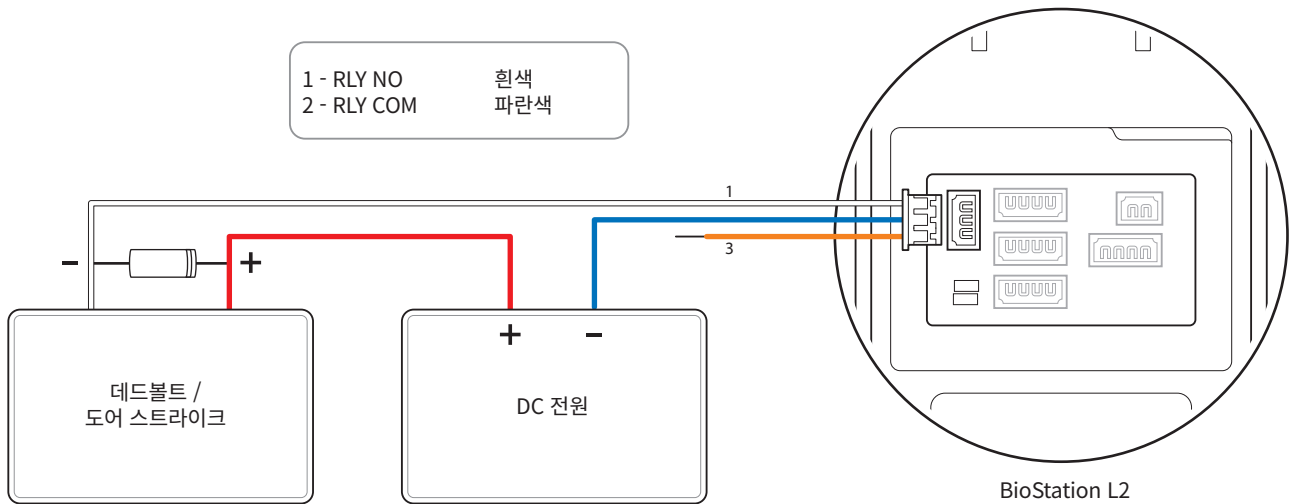 1 - RLY NO 흰색
2 - RLY COM 파란색
1
3
- +
+ -
데드볼트 /
도어 스트라이크
DC 전원
BioStation L2